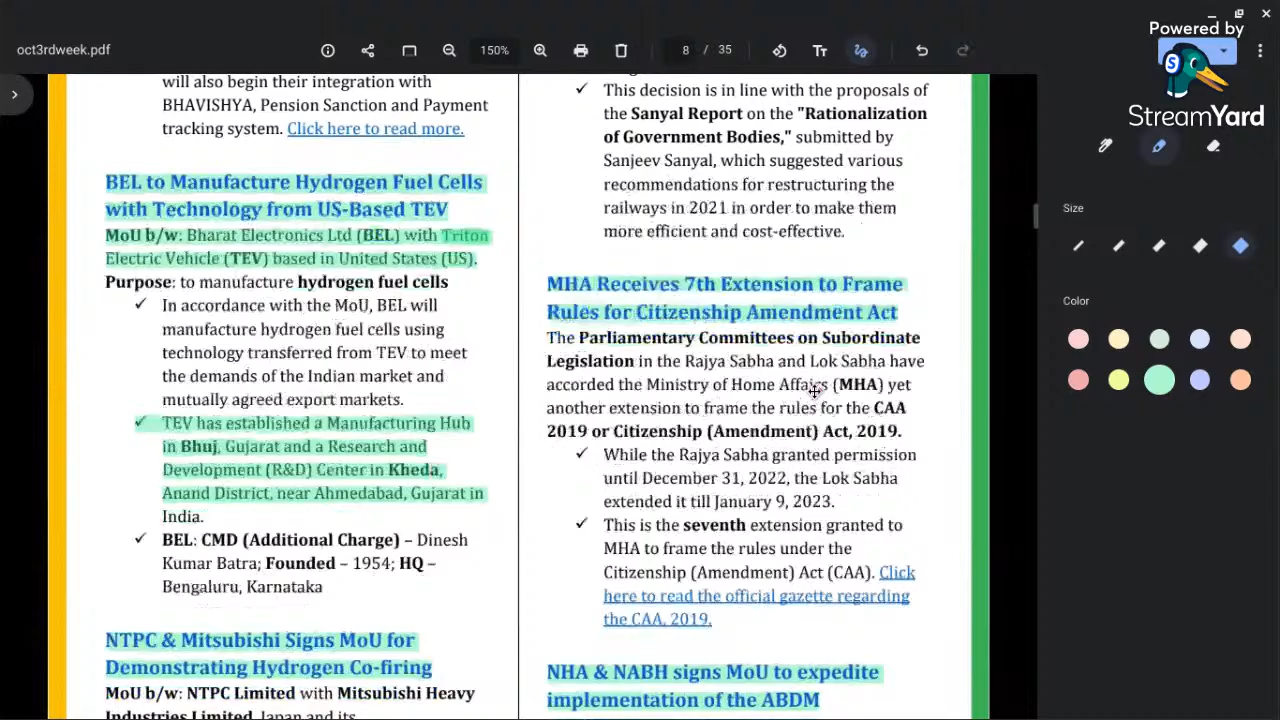 Powered by
StreamYard
oct3rdweek.pdf
150%
8 / 35
will also begin their integration with
BHAVISHYA, Pension Sanction and Payment
tracking system. Click here to read more.
BEL to Manufacture Hydrogen Fuel Cells
with Technology from US-Based TEV
MoU b/w: Bharat Electronics Ltd (BEL) with Triton
Electric Vehicle (TEV) based in United States (US).
Purpose: to manufacture hydrogen fuel cells
✓ In accordance with the MoU, BEL will
manufacture hydrogen fuel cells using
technology transferred from TEV to meet
the demands of the Indian market and
mutually agreed export markets.
✓ TEV has established a Manufacturing Hub
in Bhuj, Gujarat and a Research and
Development (R&D) Center in Kheda,
Anand District, near Ahmedabad, Gujarat in
India.
✓ BEL: CMD (Additional Charge) – Dinesh
Kumar Batra; Founded – 1954; HQ –
Bengaluru, Karnataka
NTPC & Mitsubishi Signs MoU for
Demonstrating Hydrogen Co-firing
MoU b/w: NTPC Limited with Mitsubishi Heavy
Industries Limited, Japan and its
✓ This decision is in line with the proposals of
the Sanyal Report on the "Rationalization
of Government Bodies," submitted by
Sanjeev Sanyal, which suggested various
recommendations for restructuring the
railways in 2021 in order to make them
more efficient and cost-effective.
MHA Receives 7th Extension to Frame
Rules for Citizenship Amendment Act
The Parliamentary Committees on Subordinate
Legislation in the Rajya Sabha and Lok Sabha have
accorded the Ministry of Home Affairs (MHA) yet
another extension to frame the rules for the CAA
2019 or Citizenship (Amendment) Act, 2019.
✓ While the Rajya Sabha granted permission
until December 31, 2022, the Lok Sabha
extended it till January 9, 2023.
✓ This is the seventh extension granted to
MHA to frame the rules under the
Citizenship (Amendment) Act (CAA). Click
here to read the official gazette regarding
the CAA, 2019.
NHA & NABH signs MoU to expedite
implementation of the ABDM
Size
Color